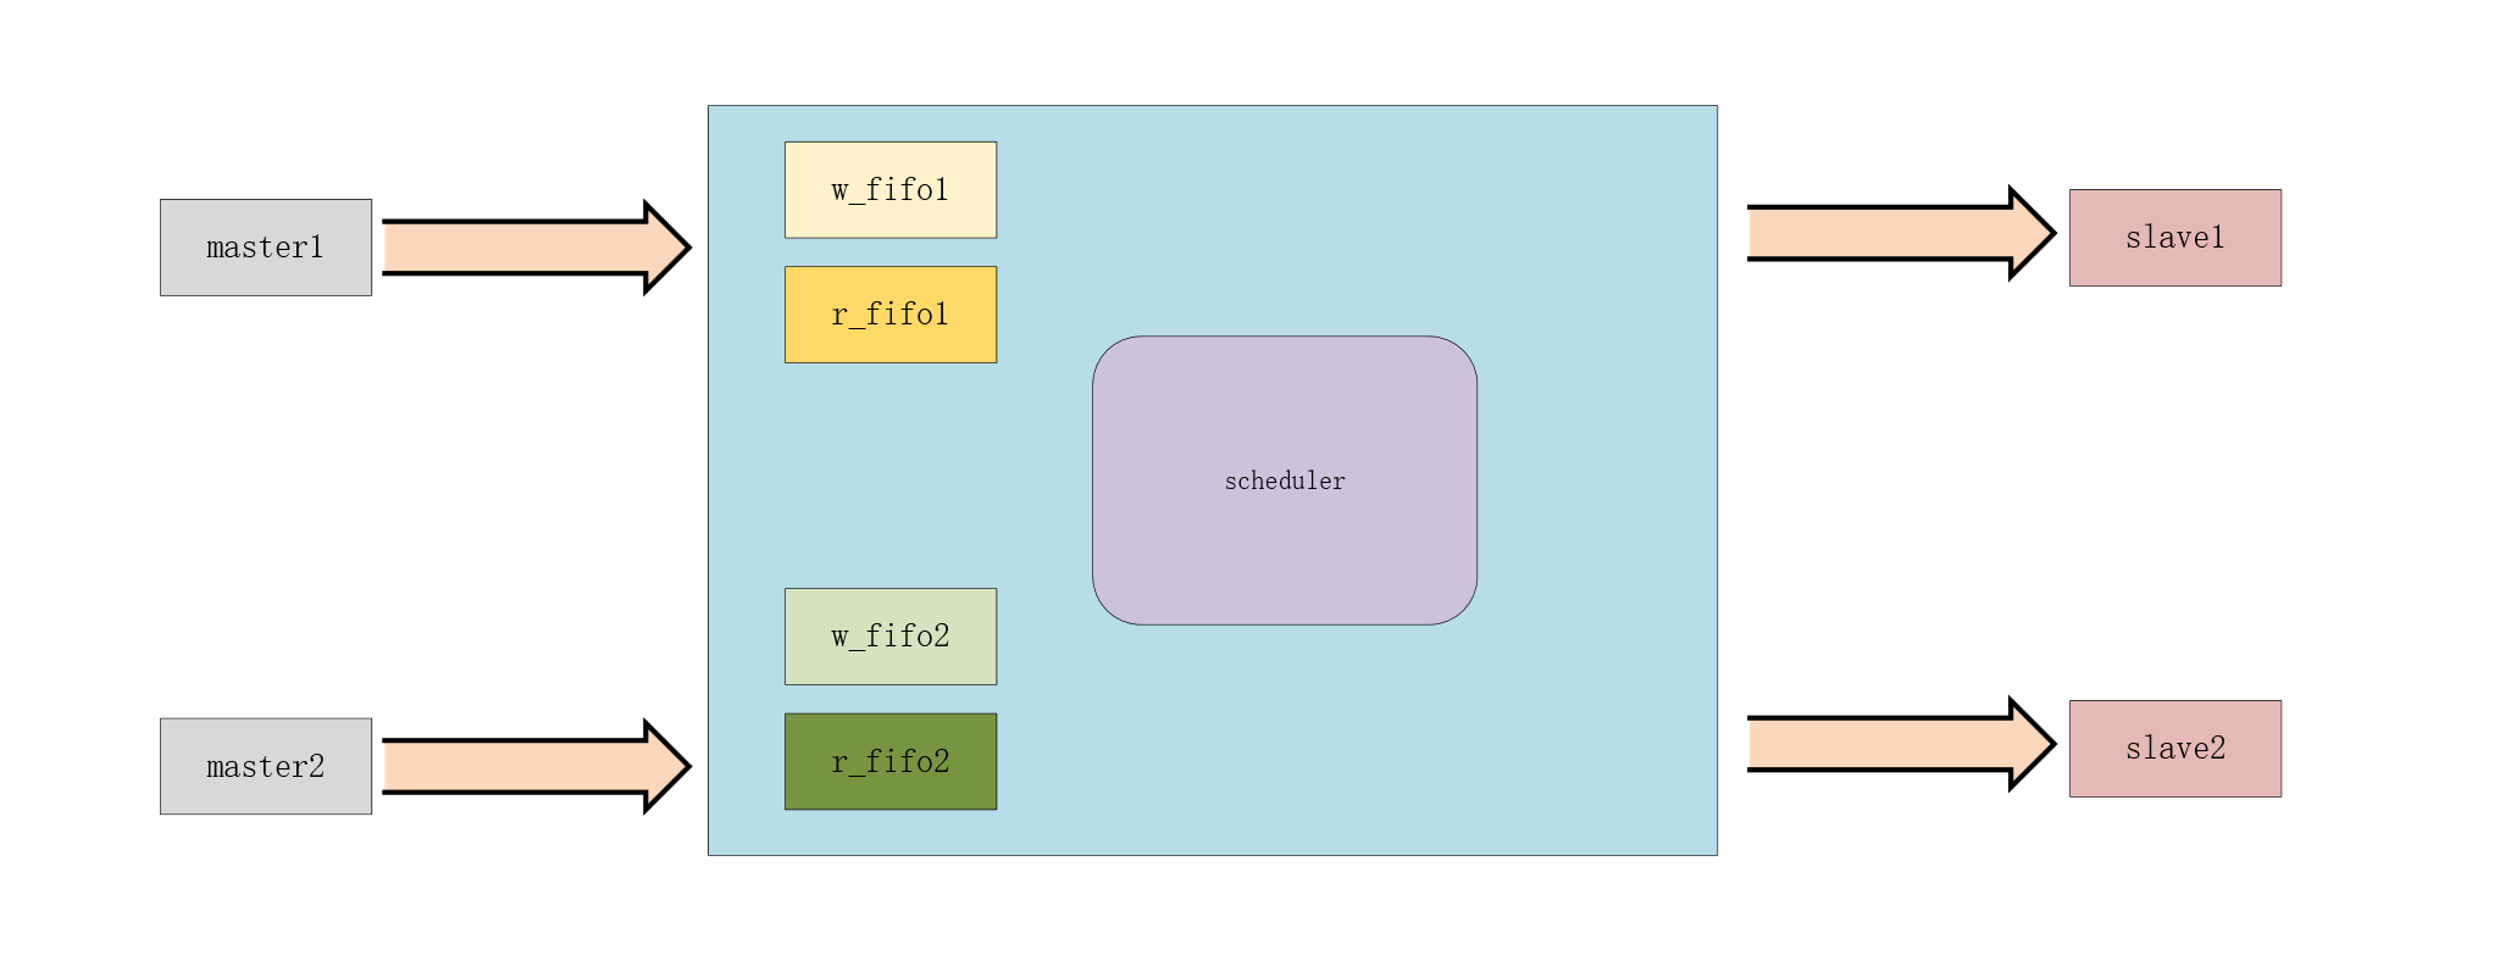 master1
master2
w_fifo1
r_fifo1
w_fifo2
r_fifo2
scheduler
slave1
slave2